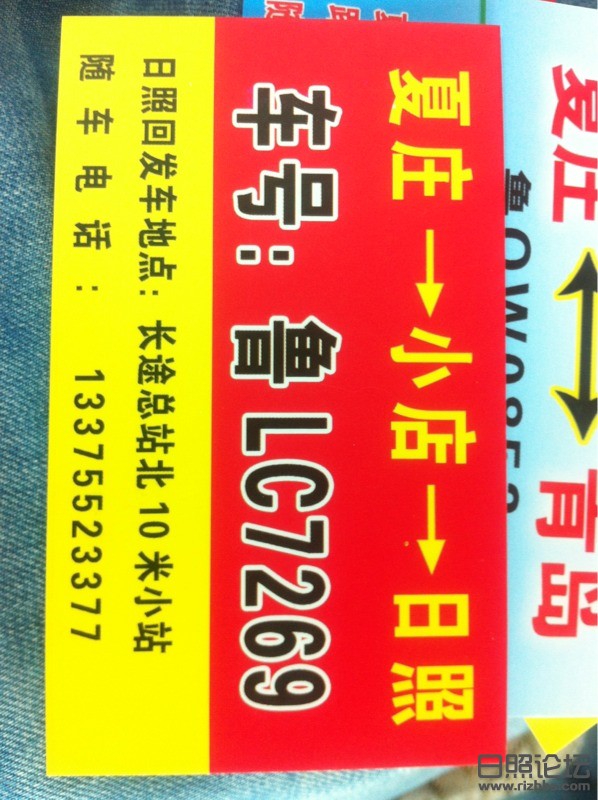 夏庄→小店→日照
车号：鲁LC7269
日照回发车地点：长途总站北10米小站
随车电话：13375523377
夏庄↔青岛
日照论坛